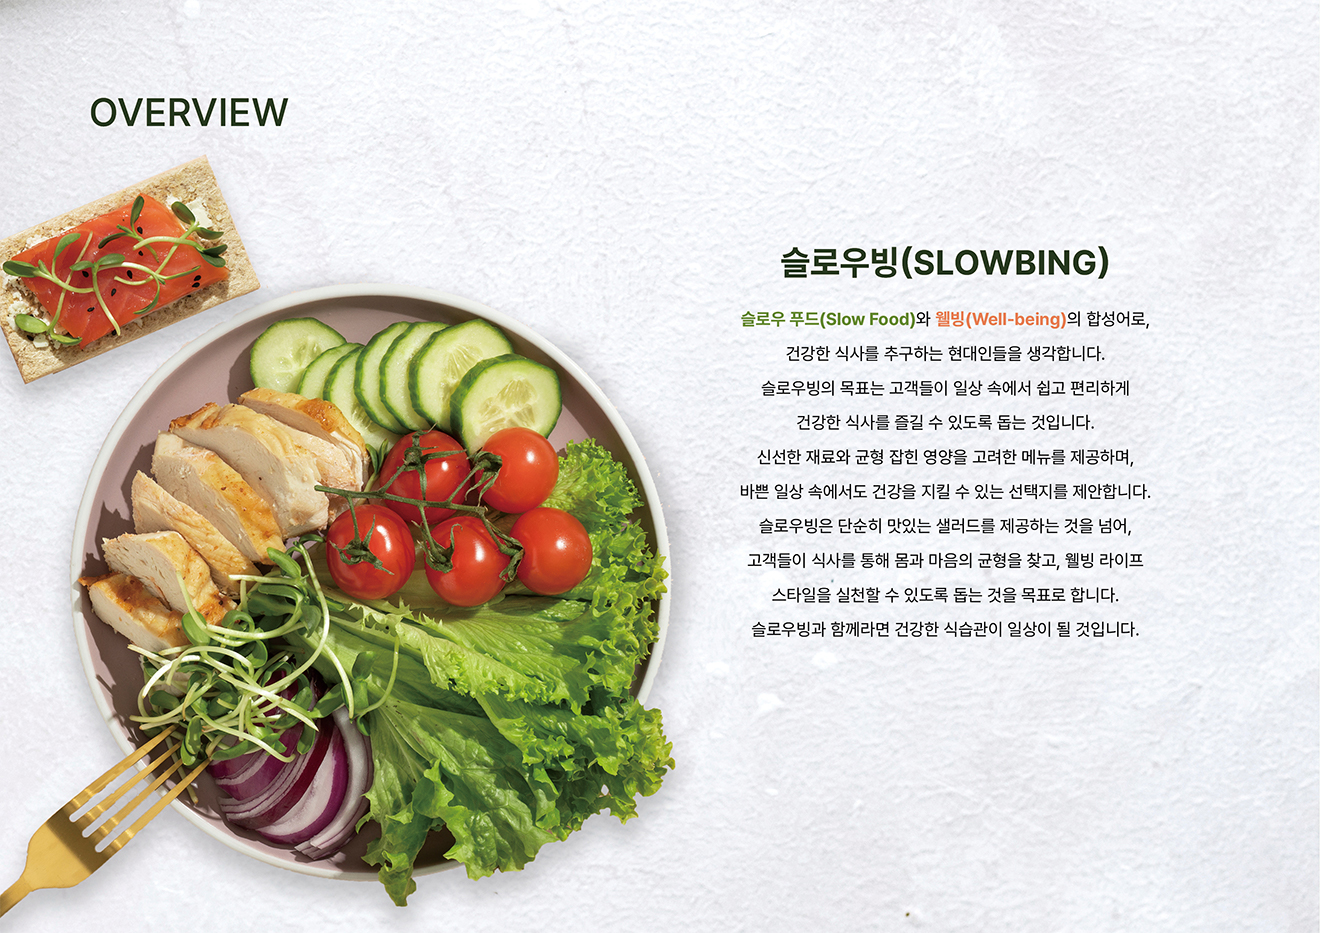 OVERVIEW
슬로우빙(SLOWBING)
슬로우 푸드(Slow Food)와 웰빙(Well-being)의 합성어로,
건강한 식사를 추구하는 현대인들을 생각합니다.
슬로우빙의 목표는 고객들이 일상 속에서 쉽고 편리하게
건강한 식사를 즐길 수 있도록 돕는 것입니다.
신선한 재료와 균형 잡힌 영양을 고려한 메뉴를 제공하며,
바쁜 일상 속에서도 건강을 지킬 수 있는 선택지를 제안합니다.
슬로우빙은 단순히 맛있는 샐러드를 제공하는 것을 넘어,
고객들이 식사를 통해 몸과 마음의 균형을 찾고, 웰빙 라이프
스타일을 실천할 수 있도록 돕는 것을 목표로 합니다.
슬로우빙과 함께라면 건강한 식습관이 일상이 될 것입니다.